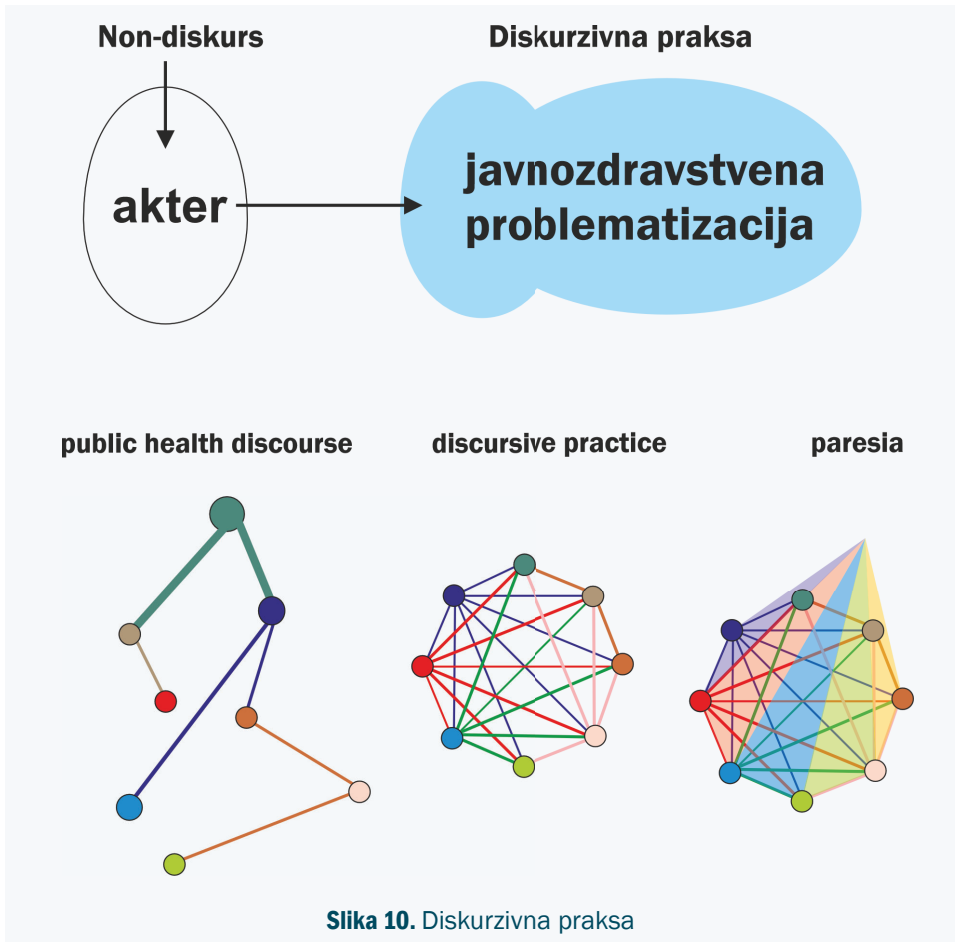 Non-diskurs
Diskurzivna praksa
akter
javnozdravstvena
problematizacija
public health discourse
discursive practice
paresia
Slika 10. Diskurzivna praksa